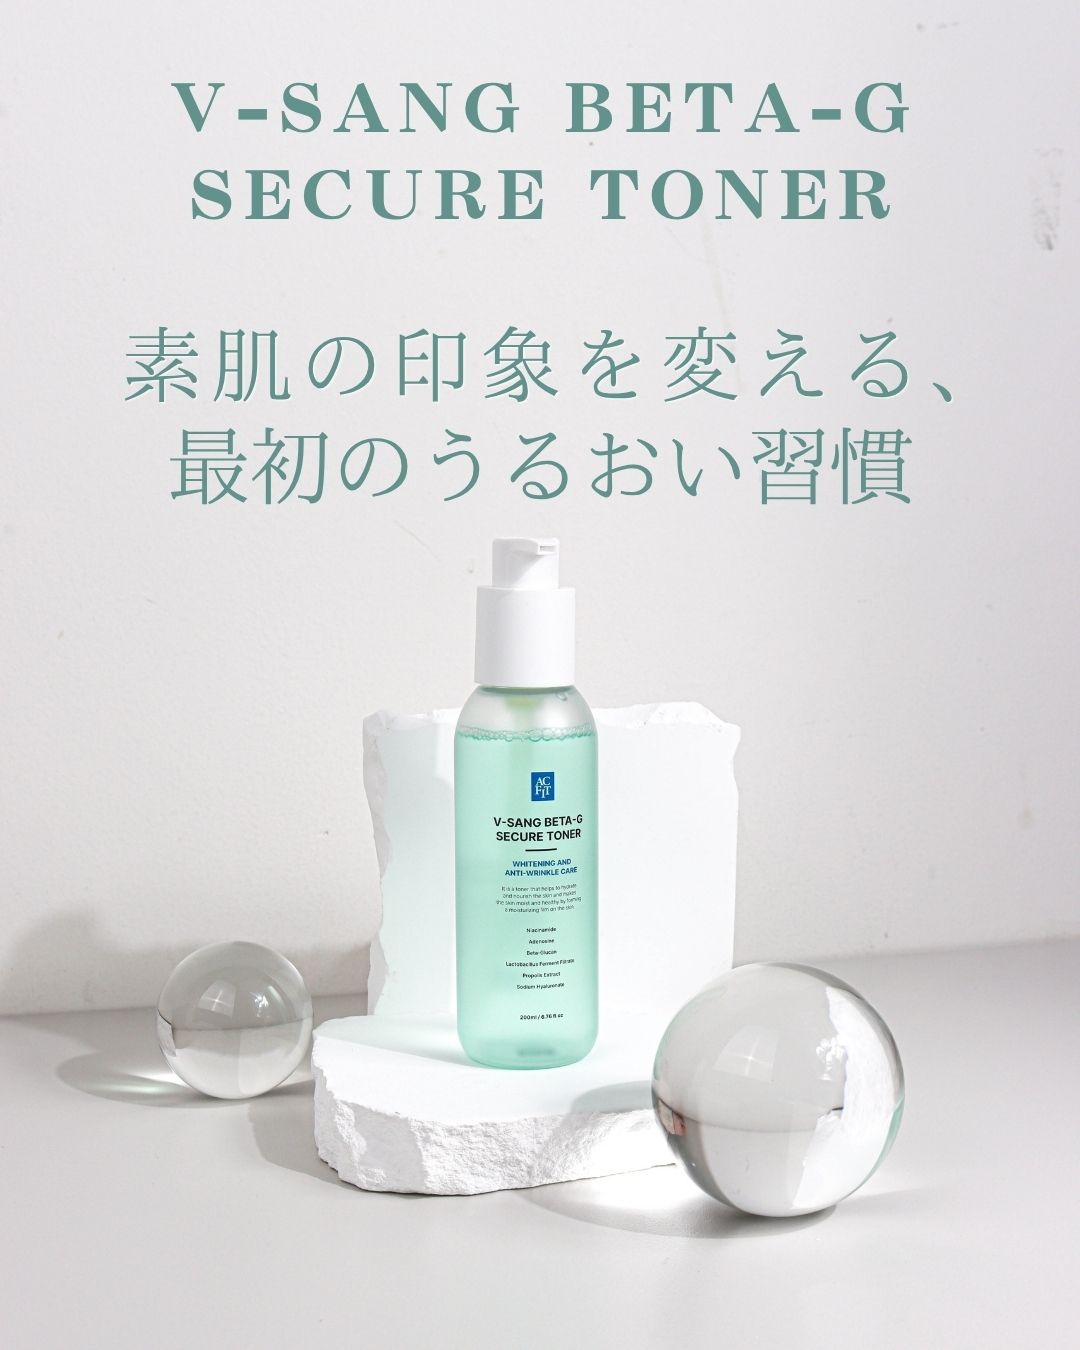 V-SANG BETA-G
SECURE TONER
素肌の印象を変える、
最初のうるおい習慣
AC
FIT
V-SANG BETA-G
SECURE TONER
WHITENING AND
ANTI-WRINKLE CARE
It is a toner that helps to hydrate
and nourish the skin and makes
the skin moist and healthy by forming
a moisturizing film on the skin.
Niacinamide
Adenosine
Beta-Glucan
Lactobacillus Ferment Filtrate
Propolis Extract
Sodium Hyaluronate
200ml / 6.76 fl oz